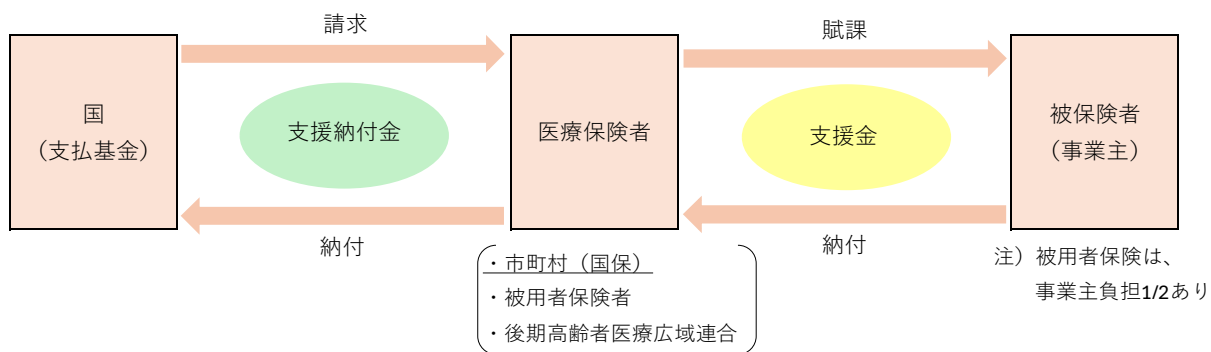 請求
賦課
国
（支払基金）
支援納付金
医療保険者
支援金
被保険者
（事業主）
納付
納付
・市町村（国保）
・被用者保険者
・後期高齢者医療広域連合
注）被用者保険は、
事業主負担1/2あり